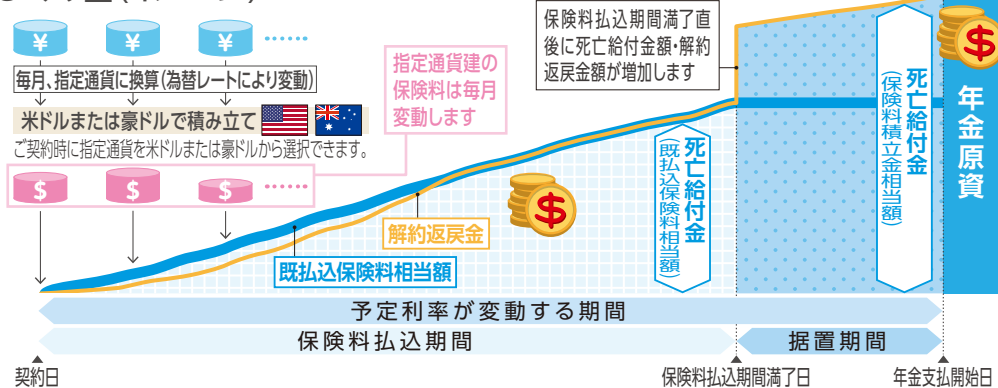 ¥ ¥ ¥ ……
毎月、指定通貨に換算(為替レートにより変動)
米ドルまたは豪ドルで積み立て
ご契約時に指定通貨を米ドルまたは豪ドルから選択できます。
$ $ $ ……
指定通貨建の
保険料は毎月
変動します
保険料払込期間満了直
後に死亡給付金額・解約
返戻金額が増加します
$
解約返戻金
既払込保険料相当額
死亡給付金
(既払込保険料相当額)
死亡給付金
(保険料積立金相当額)
$
年金原資
予定利率が変動する期間
保険料払込期間
据置期間
契約日
保険料払込期間満了日
年金支払開始日